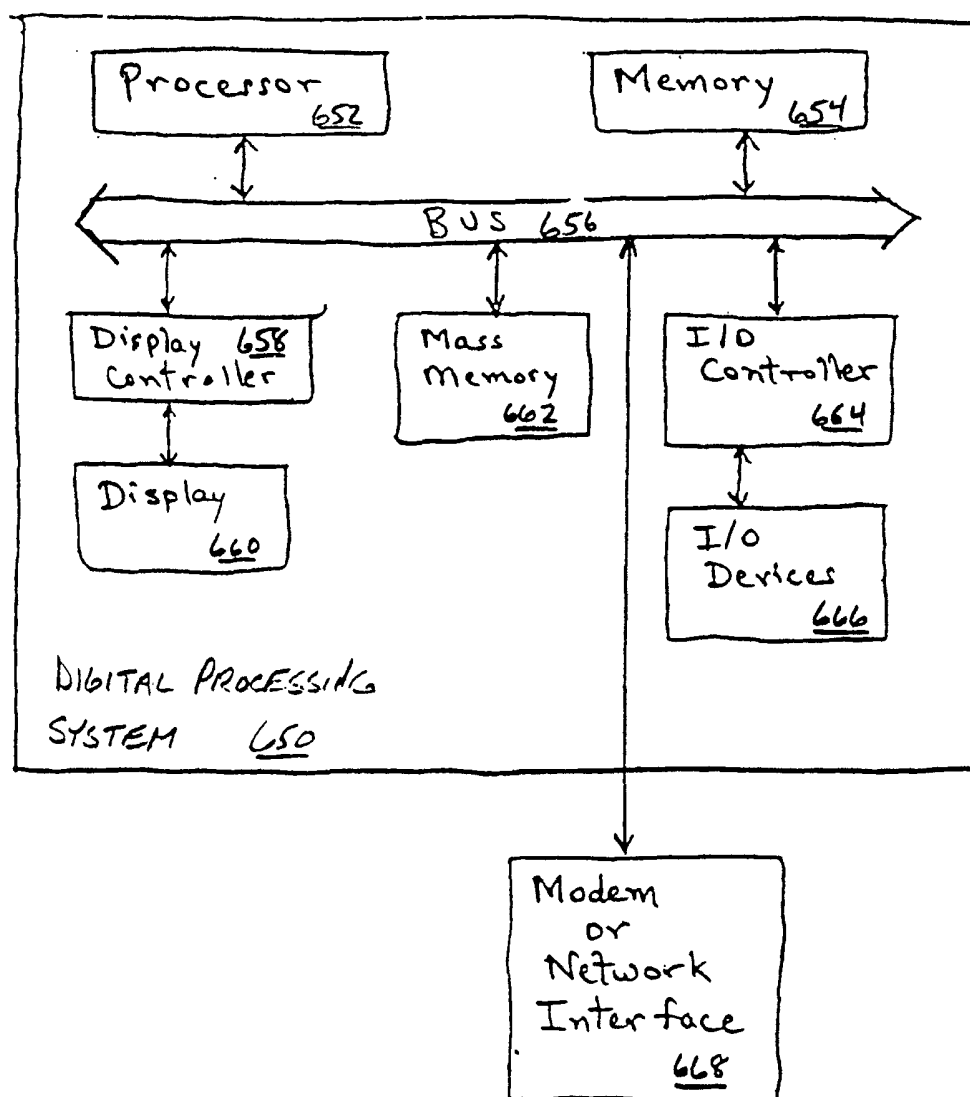 Processor
652
Memory
654
BUS 656
Display 658
Controller
Mass
Memory
662
I/O
Controller
664
Display
660
I/O
Devices
666
DIGITAL PROCESSING
SYSTEM 650
Modem
or
Network
Interface
668